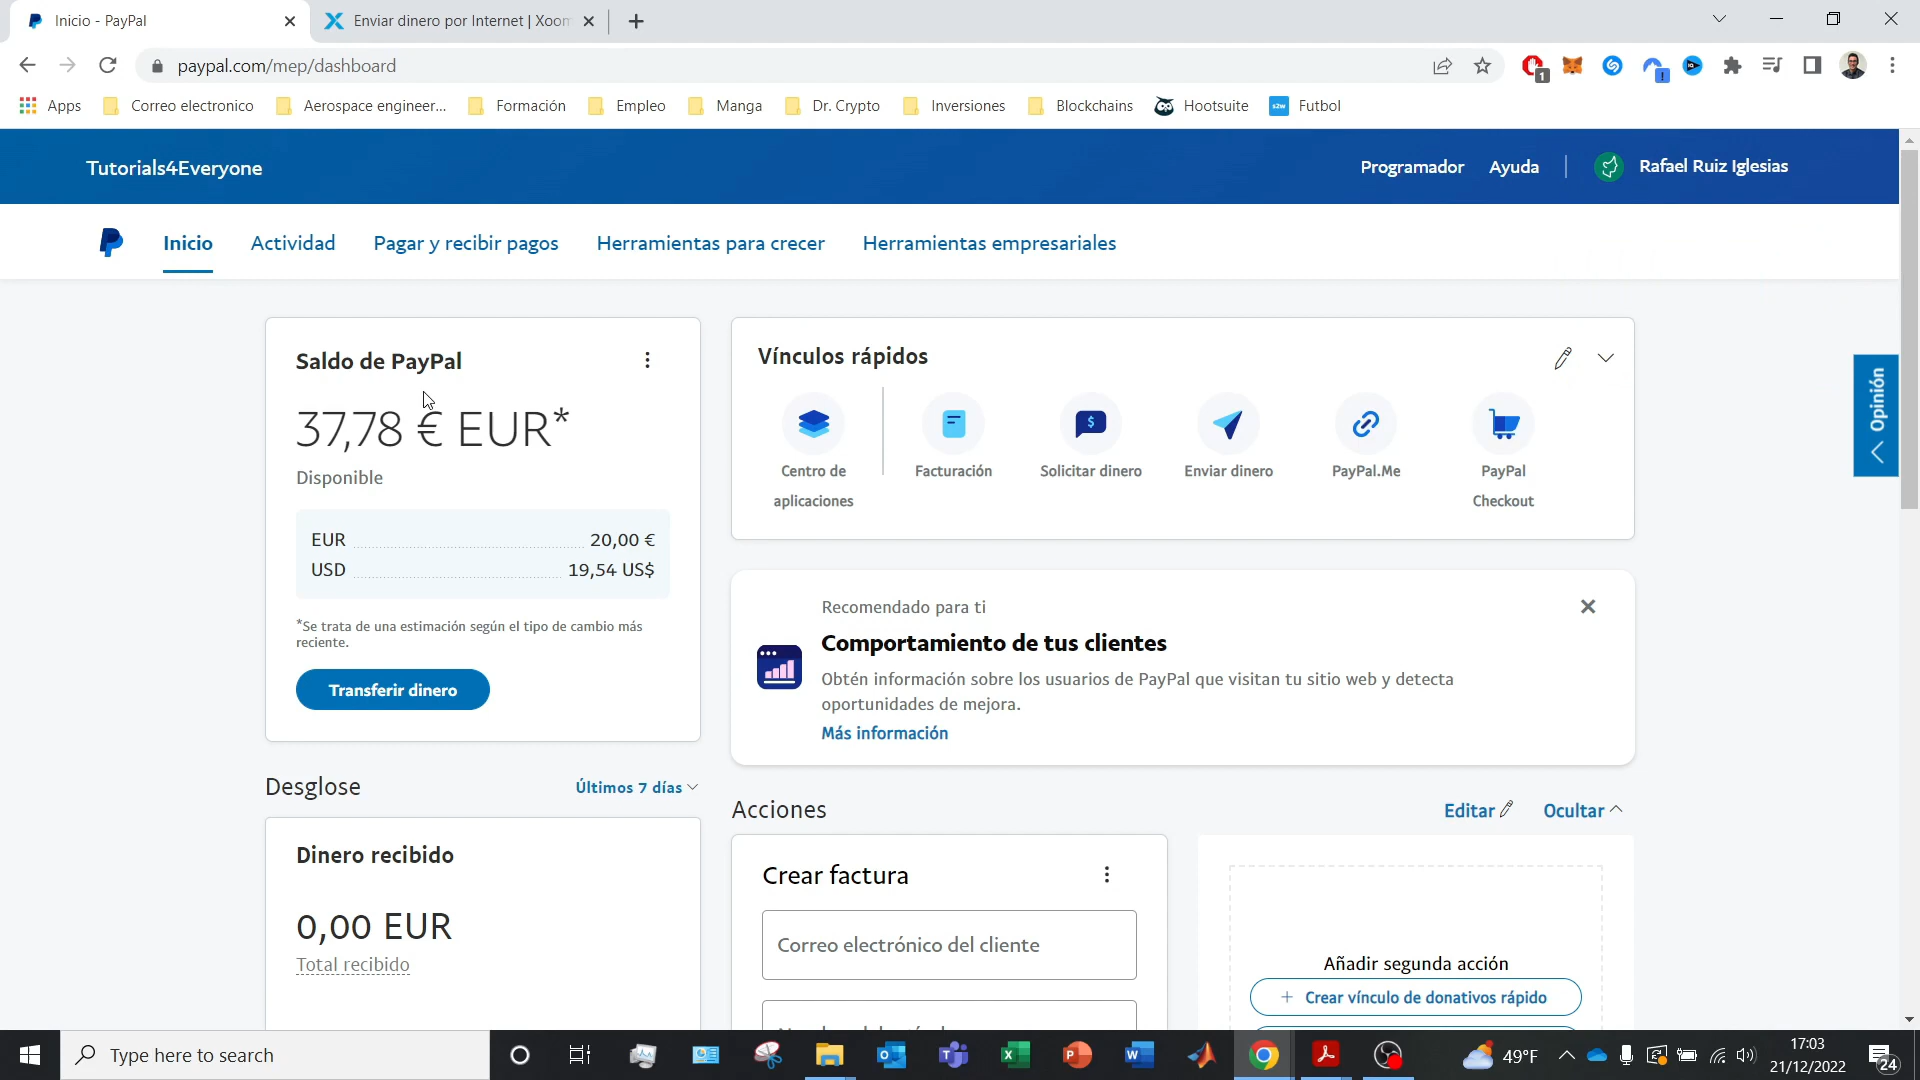 Inicio - PayPal
Enviar dinero por Internet | Xoom
paypal.com/mep/dashboard
1
!
Apps
Correo electronico
Aerospace engineer...
Formación
Empleo
Manga
Dr. Crypto
Inversiones
Blockchains
Hootsuite
Futbol
Tutorials4Everyone
Programador
Ayuda
Rafael Ruiz Iglesias
Inicio
Actividad
Pagar y recibir pagos
Herramientas para crecer
Herramientas empresariales
Saldo de PayPal
37,78 € EUR*
Disponible
EUR 20,00 €
USD 19,54 US$
*Se trata de una estimación según el tipo de cambio más
reciente.
Transferir dinero
Vínculos rápidos
Centro de
aplicaciones
Facturación
Solicitar dinero
Enviar dinero
PayPal.Me
PayPal
Checkout
Opinión
Recomendado para ti
Comportamiento de tus clientes
Obtén información sobre los usuarios de PayPal que visitan tu sitio web y detecta
oportunidades de mejora.
Más información
Desglose
Últimos 7 días
Dinero recibido
0,00 EUR
Total recibido
Acciones
Editar
Ocultar
Crear factura
Correo electrónico del cliente
Añadir segunda acción
+ Crear vínculo de donativos rápido
Type here to search
49°F
17:03
21/12/2022
24